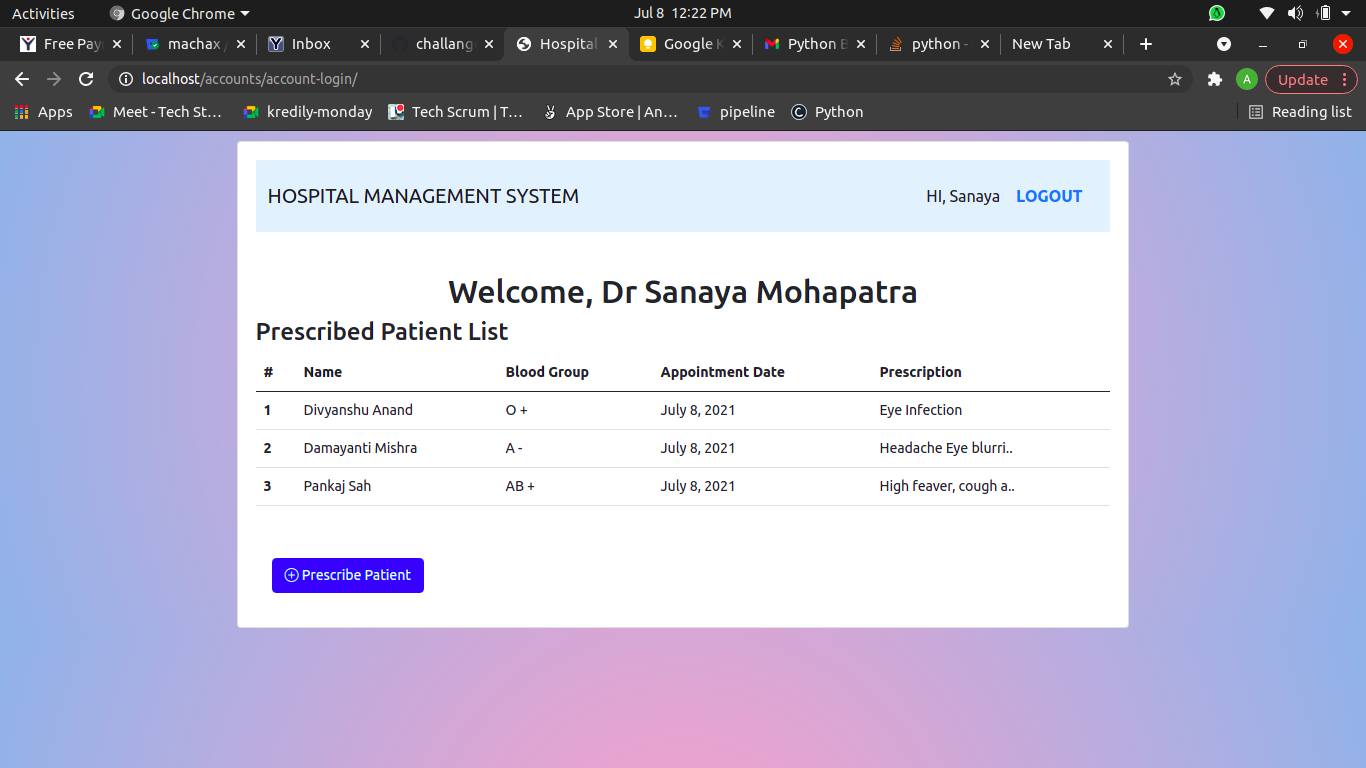 Activities Google Chrome Jul 8 12:22 PM
Free Pay machax / Inbox challang Hospital Google K Python B python - New Tab
localhost/accounts/account-login/ A Update
Apps Meet - Tech St... kredily-monday Tech Scrum | T... App Store | An... pipeline Python Reading list
HOSPITAL MANAGEMENT SYSTEM HI, Sanaya LOGOUT
Welcome, Dr Sanaya Mohapatra
Prescribed Patient List
# Name Blood Group Appointment Date Prescription
1 Divyanshu Anand O + July 8, 2021 Eye Infection
2 Damayanti Mishra A - July 8, 2021 Headache Eye blurri..
3 Pankaj Sah AB + July 8, 2021 High feaver, cough a..
Prescribe Patient